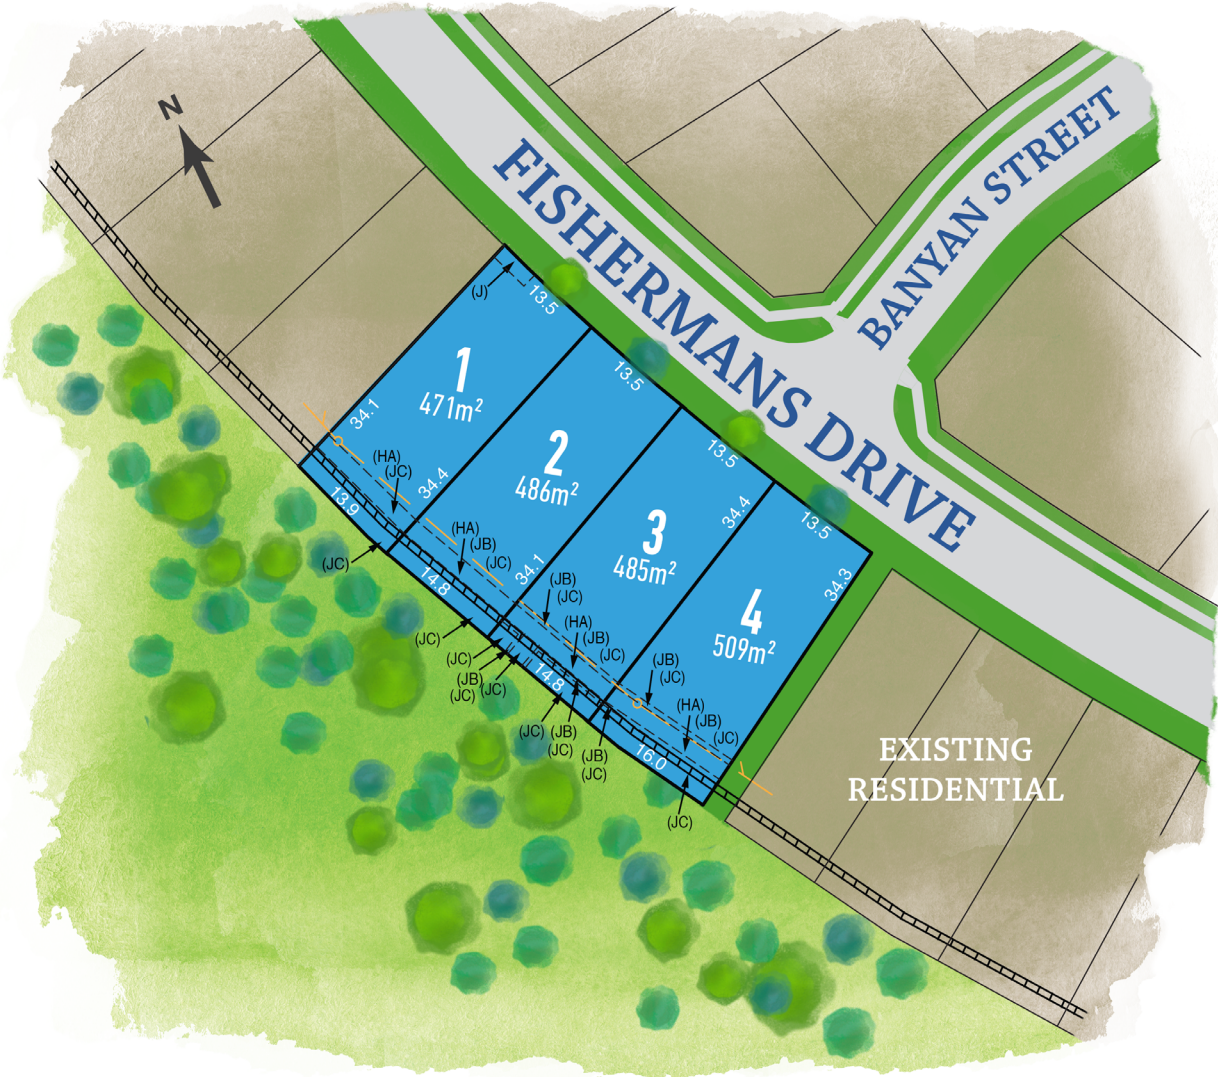 N
FISHERMANS DRIVE
BANYAN STREET
(J)
13.5
1
471m²
34.1
(HA)
(JC)
13.9
(JC)
34.4
13.5
2
486m²
(HA)
(JB)
(JC)
14.8
(JC)
34.1
13.5
3
485m²
(JB)
(JC)
(HA)
(JB)
(JC)
(JC)
(JB)
(JC)
(JC)
14.8
(JC)
(JB)
(JC)
34.4
13.5
4
509m²
34.3
(JB)
(JC)
(HA)
(JB)
(JC)
(JB)
(JC)
16.0
(JC)
EXISTING
RESIDENTIAL